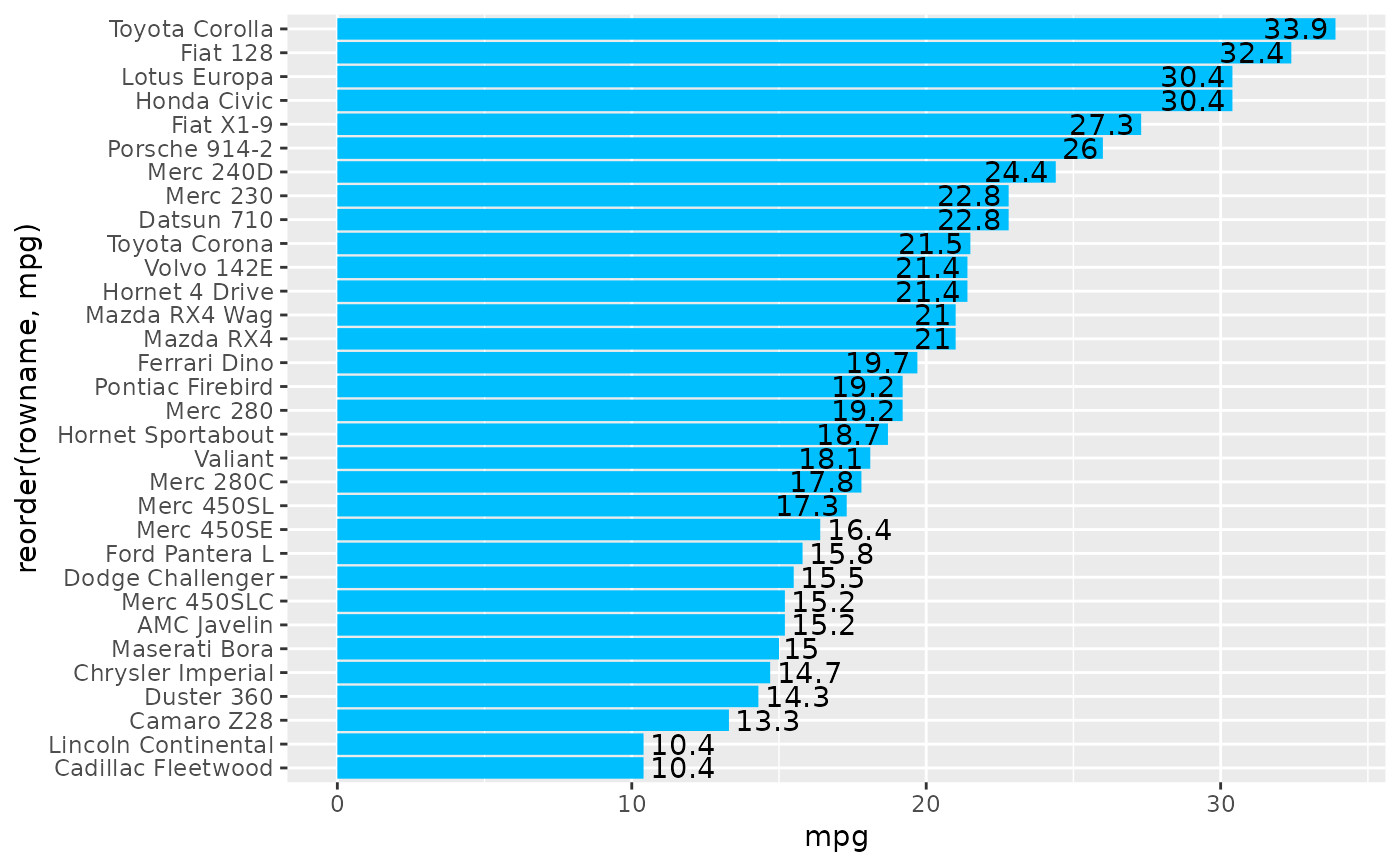 Toyota Corolla 33.9
Fiat 128 32.4
Lotus Europa 30.4
Honda Civic 30.4
Fiat X1-9 27.3
Porsche 914-2 26
Merc 240D 24.4
Merc 230 22.8
Datsun 710 22.8
Toyota Corona 21.5
Volvo 142E 21.4
Hornet 4 Drive 21.4
Mazda RX4 Wag 21
Mazda RX4 21
Ferrari Dino 19.7
Pontiac Firebird 19.2
Merc 280 19.2
Hornet Sportabout 18.7
Valiant 18.1
Merc 280C 17.8
Merc 450SL 17.3
Merc 450SE 16.4
Ford Pantera L 15.8
Dodge Challenger 15.5
Merc 450SLC 15.2
AMC Javelin 15.2
Maserati Bora 15
Chrysler Imperial 14.7
Duster 360 14.3
Camaro Z28 13.3
Lincoln Continental 10.4
Cadillac Fleetwood 10.4
0 10 20 30
mpg
reorder(rowname, mpg)